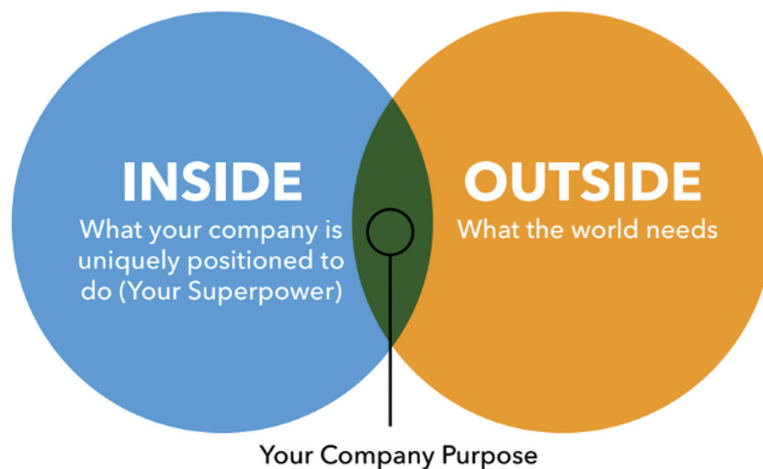 INSIDE
What your company is
uniquely positioned to
do (Your Superpower)
OUTSIDE
What the world needs
Your Company Purpose